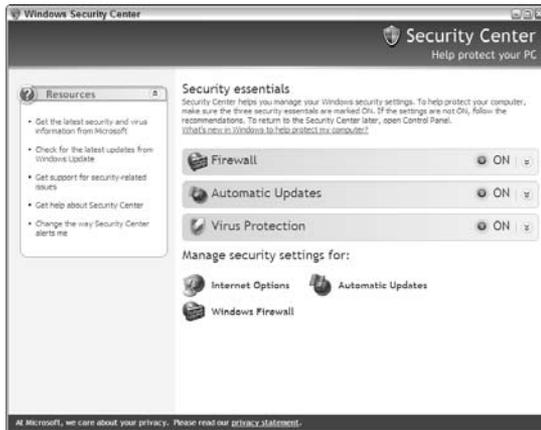 Windows Security Center
Security Center
Help protect your PC
Resources
• Get the latest security and virus
information from Microsoft
• Check for the latest updates from
Windows Update
• Get support for security-related
issues
• Get help about Security Center
• Change the way Security Center
alerts me
Security essentials
Security Center helps you manage your Windows security settings. To help protect your computer,
make sure the three security essentials are marked ON. If the settings are not ON, follow the
recommendations. To return to the Security Center later, open Control Panel.
What's new in Windows to help protect my computer?
Firewall ON
Automatic Updates ON
Virus Protection ON
Manage security settings for:
Internet Options Automatic Updates
Windows Firewall
At Microsoft, we care about your privacy. Please read our privacy statement.